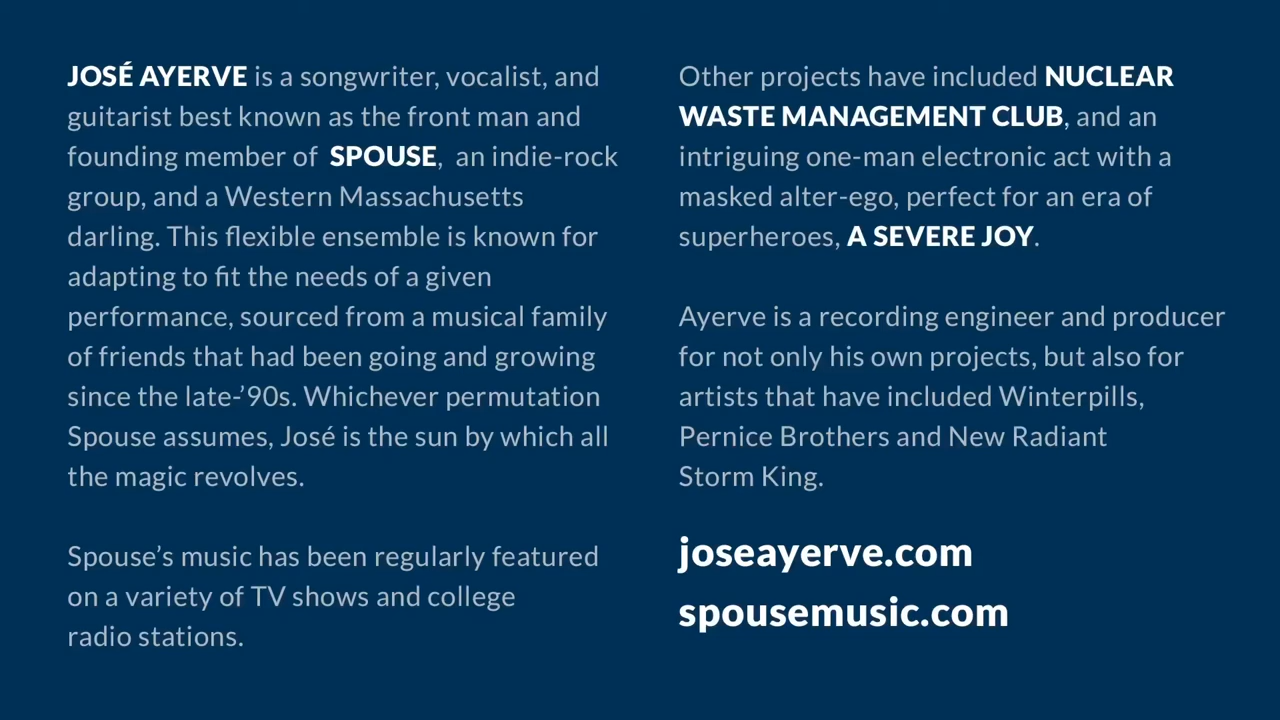 JOSÉ AYERVE is a songwriter, vocalist, and
guitarist best known as the front man and
founding member of SPOUSE, an indie-rock
group, and a Western Massachusetts
darling. This flexible ensemble is known for
adapting to fit the needs of a given
performance, sourced from a musical family
of friends that had been going and growing
since the late-’90s. Whichever permutation
Spouse assumes, José is the sun by which all
the magic revolves.
Spouse’s music has been regularly featured
on a variety of TV shows and college
radio stations.
Other projects have included NUCLEAR
WASTE MANAGEMENT CLUB, and an
intriguing one-man electronic act with a
masked alter-ego, perfect for an era of
superheroes, A SEVERE JOY.
Ayerve is a recording engineer and producer
for not only his own projects, but also for
artists that have included Winterpills,
Pernice Brothers and New Radiant
Storm King.
joseayerve.com
spousemusic.com